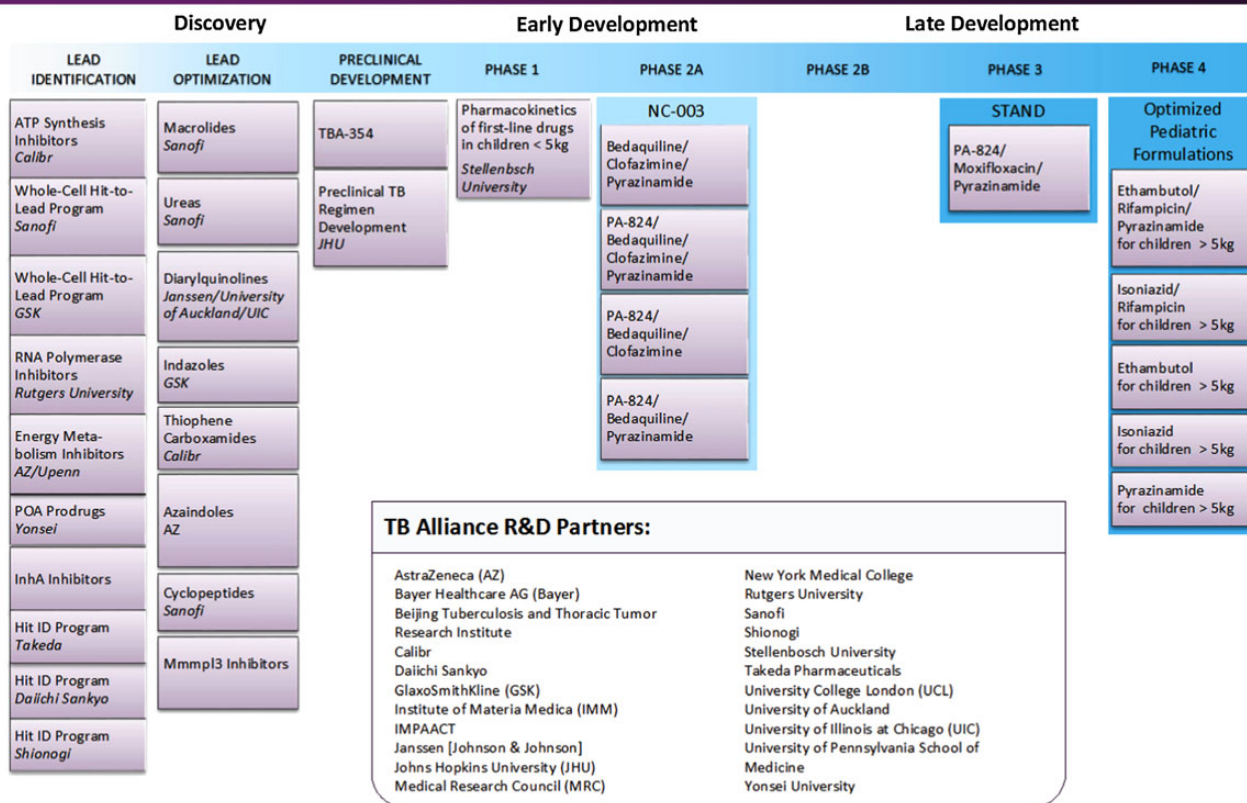 Discovery
Early Development
Late Development
LEAD
IDENTIFICATION
LEAD
OPTIMIZATION
PRECLINICAL
DEVELOPMENT
PHASE 1
PHASE 2A
PHASE 2B
PHASE 3
PHASE 4
ATP Synthesis
Inhibitors
Calibr
Whole-Cell Hit-to-
Lead Program
Sanofi
Whole-Cell Hit-to-
Lead Program
GSK
RNA Polymerase
Inhibitors
Rutgers University
Energy Meta-
bolism Inhibitors
AZ/Upenn
POA Prodrugs
Yonsei
InhA Inhibitors
Hit ID Program
Takeda
Hit ID Program
Daiichi Sankyo
Hit ID Program
Shionogi
Macrolides
Sanofi
Ureas
Sanofi
Diarylquinolines
Janssen/University
of Auckland/UIC
Indazoles
GSK
Thiophene
Carboxamides
Calibr
Azaindoles
AZ
Cyclopeptides
Sanofi
Mmmpl3 Inhibitors
TBA-354
Preclinical TB
Regimen
Development
JHU
Pharmacokinetics
of first-line drugs
in children < 5kg
Stellenbsch
University
NC-003
Bedaquiline/
Clofazimine/
Pyrazinamide
PA-824/
Bedaquiline/
Clofazimine/
Pyrazinamide
PA-824/
Bedaquiline/
Clofazimine
PA-824/
Bedaquiline/
Pyrazinamide
STAND
PA-824/
Moxifloxacin/
Pyrazinamide
Optimized
Pediatric
Formulations
Ethambutol/
Rifampicin/
Pyrazinamide
for children > 5kg
Isoniazid/
Rifampicin
for children > 5kg
Ethambutol
for children > 5kg
Isoniazid
for children > 5kg
Pyrazinamide
for children > 5kg
TB Alliance R&D Partners:
AstraZeneca (AZ)
Bayer Healthcare AG (Bayer)
Beijing Tuberculosis and Thoracic Tumor
Research Institute
Calibr
Daiichi Sankyo
GlaxoSmithKline (GSK)
Institute of Materia Medica (IMM)
IMPAACT
Janssen [Johnson & Johnson]
Johns Hopkins University (JHU)
Medical Research Council (MRC)
New York Medical College
Rutgers University
Sanofi
Shionogi
Stellenbosch University
Takeda Pharmaceuticals
University College London (UCL)
University of Auckland
University of Illinois at Chicago (UIC)
University of Pennsylvania School of
Medicine
Yonsei University